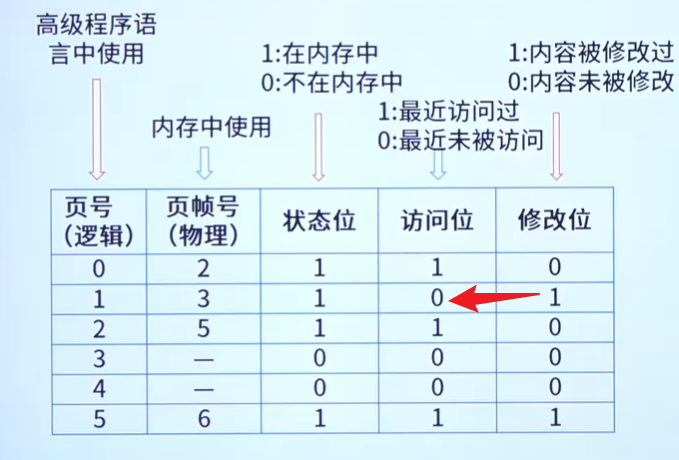 高级程序语
言中使用
1:在内存中
0:不在内存中
1:内容被修改过
0:内容未被修改
内存中使用
1:最近访问过
0:最近未被访问
页号
（逻辑）
页帧号
（物理）
状态位
访问位
修改位
0 2 1 1 0
1 3 1 0 1
2 5 1 1 0
3 — 0 0 0
4 — 0 0 0
5 6 1 1 1